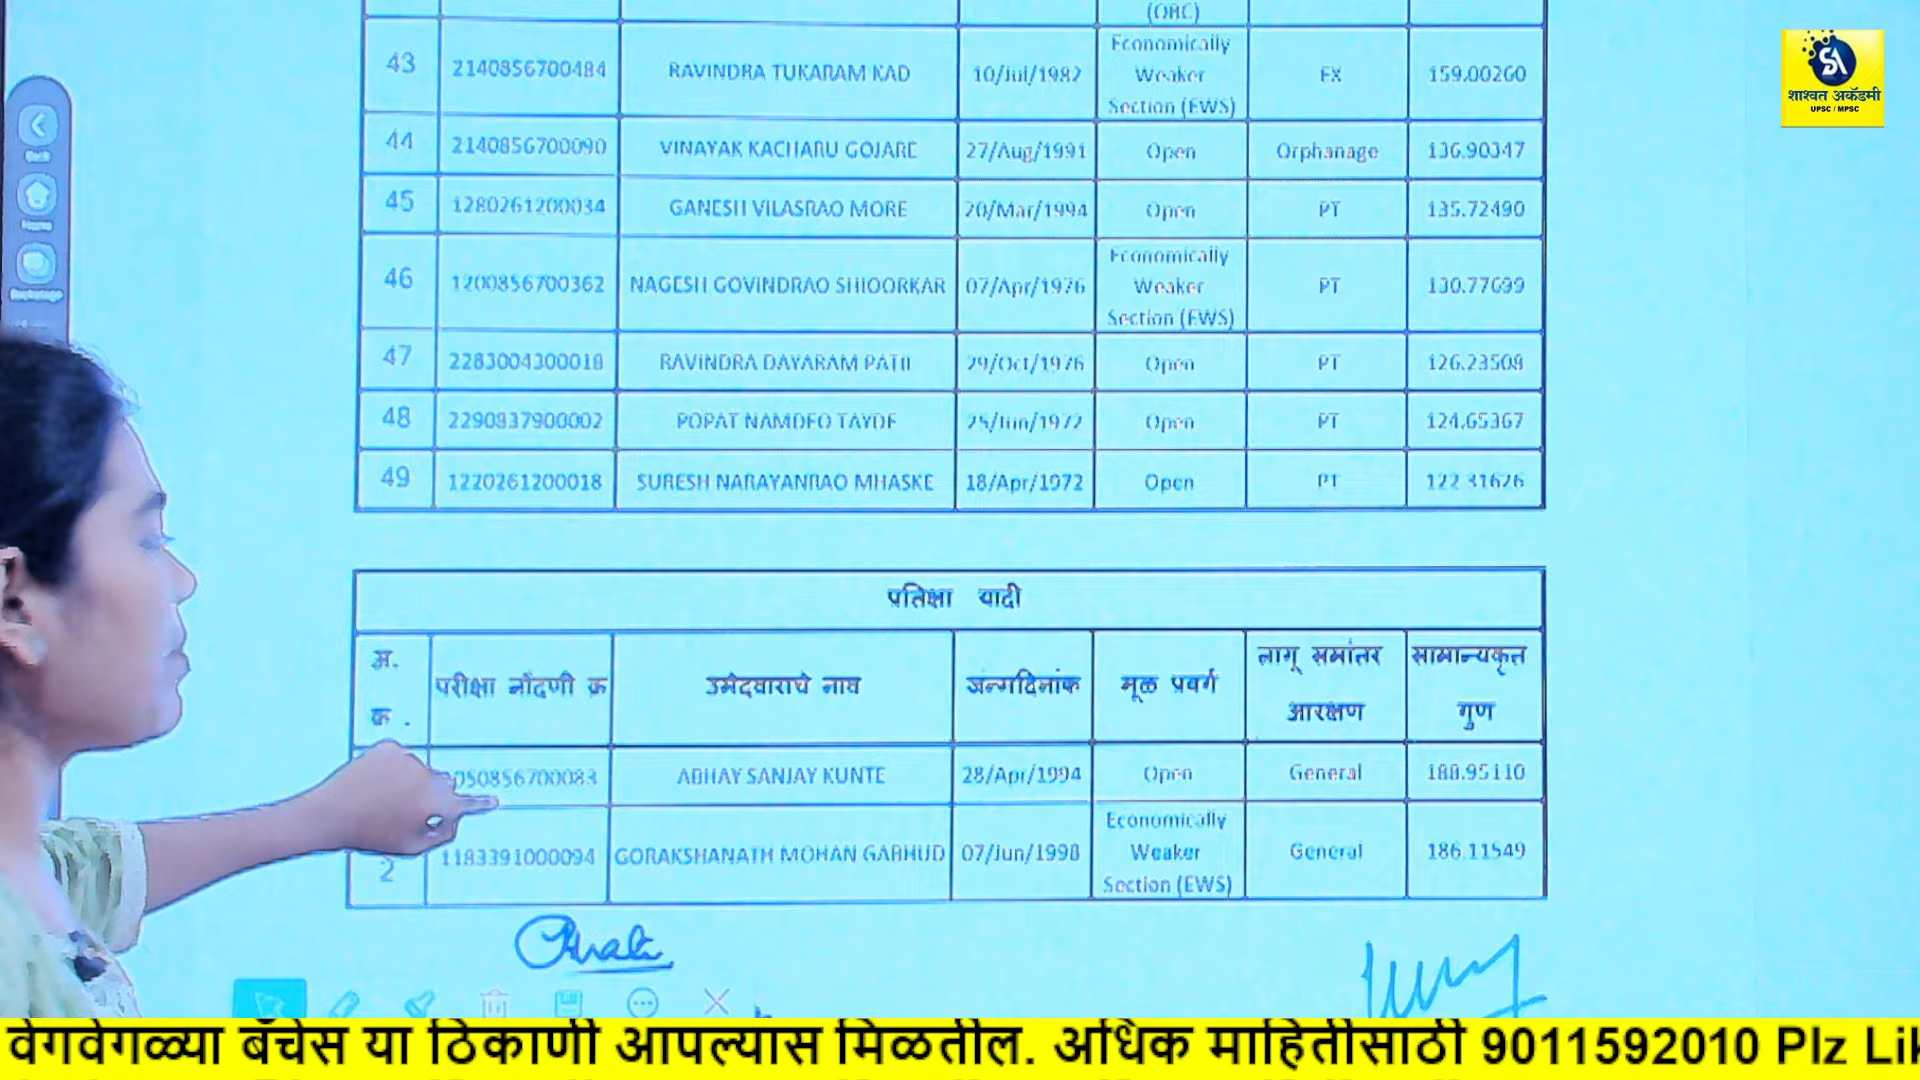 (OBC)
43 2140856700484 RAVINDRA TUKARAM KAD 10/Jul/1982 Economically Weaker Section (EWS) EX 159.00260
44 2140856700090 VINAYAK KACHARU GOJARE 27/Aug/1991 Open Orphanage 136.90347
45 1280261200034 GANESH VILASRAO MORE 20/Mar/1994 Open PT 135.72490
46 1200856700362 NAGESH GOVINDRAO SHIOORKAR 07/Apr/1976 Economically Weaker Section (EWS) PT 130.77699
47 2283004300018 RAVINDRA DAYARAM PATIL 29/Oct/1976 Open PT 126.23508
48 2290837900002 POPAT NAMDEO TAYDE 25/Jun/1972 Open PT 124.65367
49 1220261200018 SURESH NARAYANRAO MHASKE 18/Apr/1972 Open PT 122.31626
प्रतिक्षा यादी
अ. क्र. परीक्षा नोंदणी क्र उमेदवाराचे नाव जन्मदिनांक मूळ प्रवर्ग लागू समांतर आरक्षण सामान्यकृत गुण
050856700083 ABHAY SANJAY KUNTE 28/Apr/1994 Open General 188.95110
2 1183391000094 GORAKSHANATH MOHAN GARHUD 07/Jun/1998 Economically Weaker Section (EWS) General 186.11549
SA
शाश्वत अकॅडमी
UPSC / MPSC
Back
वेगवेगळ्या बॅचेस या ठिकाणी आपल्यास मिळतील. अधिक माहितीसाठी 9011592010 Plz Lik